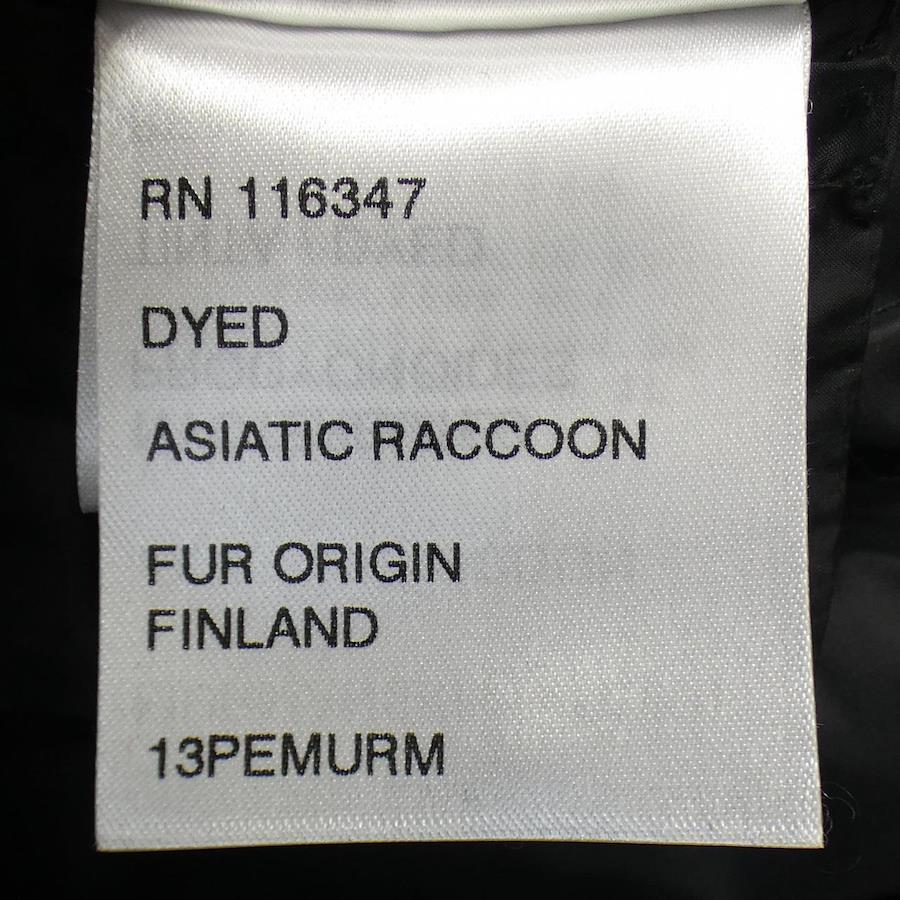 RN 116347
DYED
ASIATIC RACCOON
FUR ORIGIN
FINLAND
13PEMURM